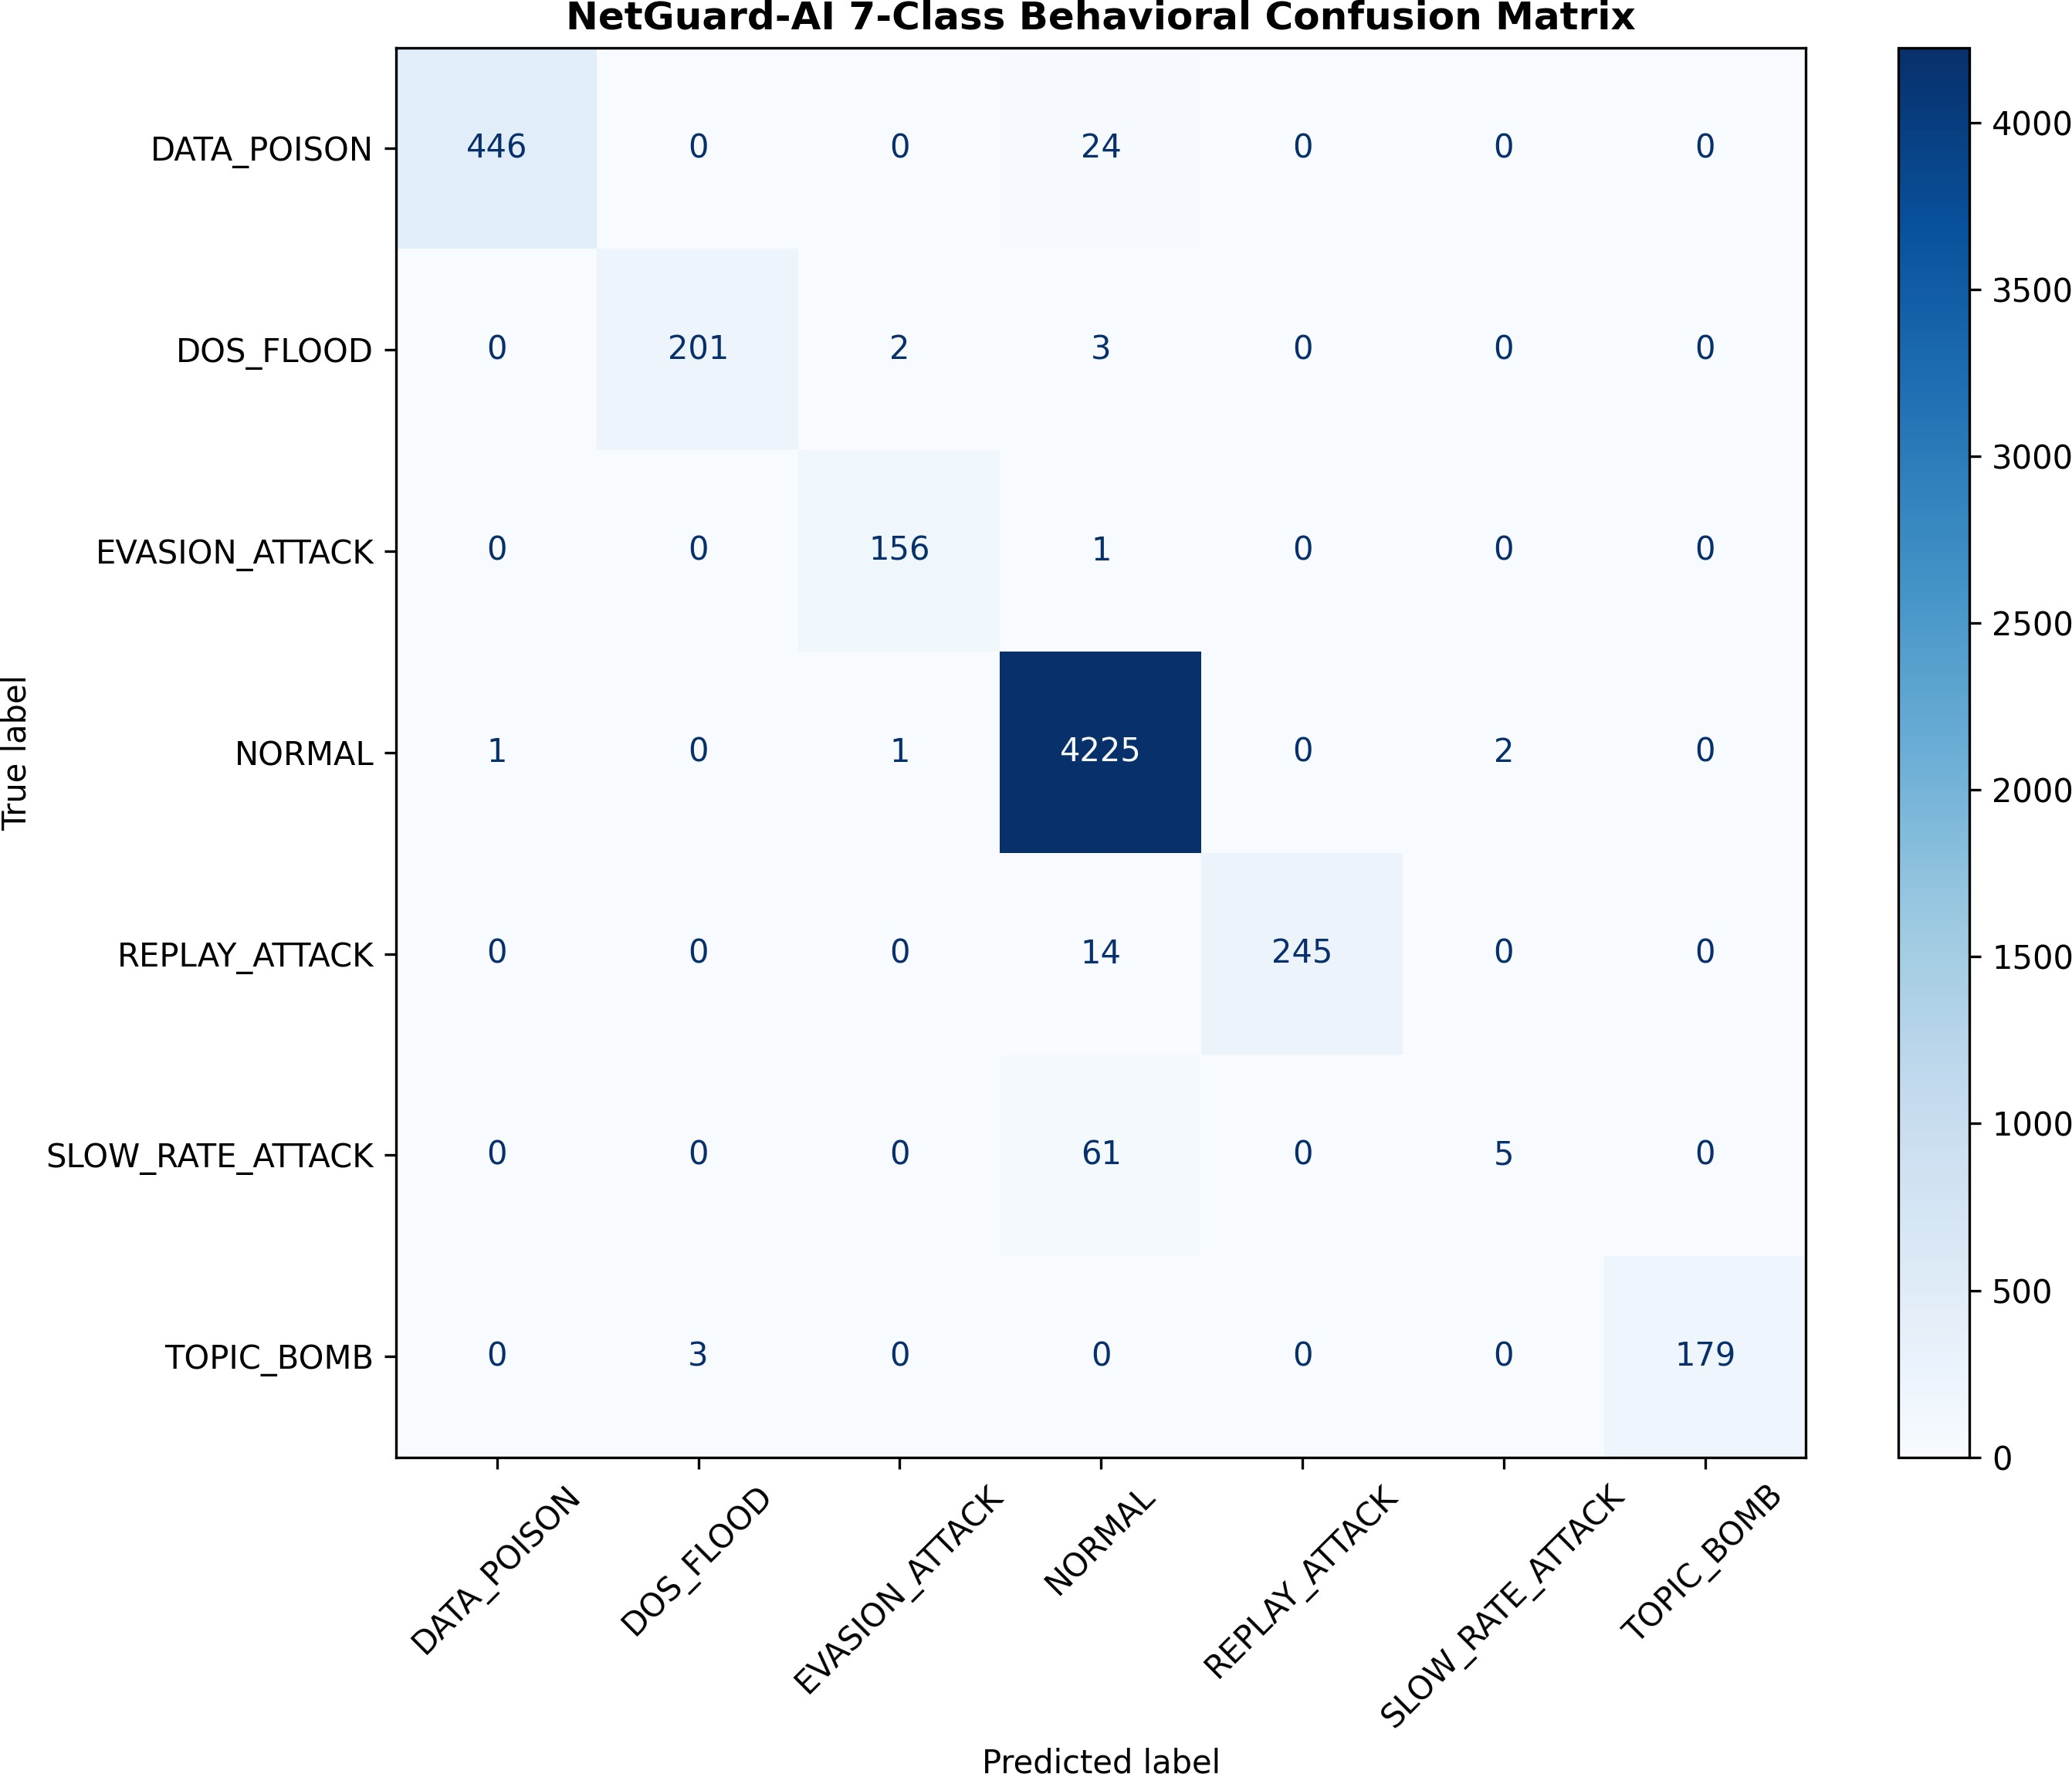 NetGuard-AI 7-Class Behavioral Confusion Matrix
True label
DATA_POISON 446 0 0 24 0 0 0
DOS_FLOOD 0 201 2 3 0 0 0
EVASION_ATTACK 0 0 156 1 0 0 0
NORMAL 1 0 1 4225 0 2 0
REPLAY_ATTACK 0 0 0 14 245 0 0
SLOW_RATE_ATTACK 0 0 0 61 0 5 0
TOPIC_BOMB 0 3 0 0 0 0 179
DATA_POISON DOS_FLOOD EVASION_ATTACK NORMAL REPLAY_ATTACK SLOW_RATE_ATTACK TOPIC_BOMB
Predicted label
4000
3500
3000
2500
2000
1500
1000
500
0